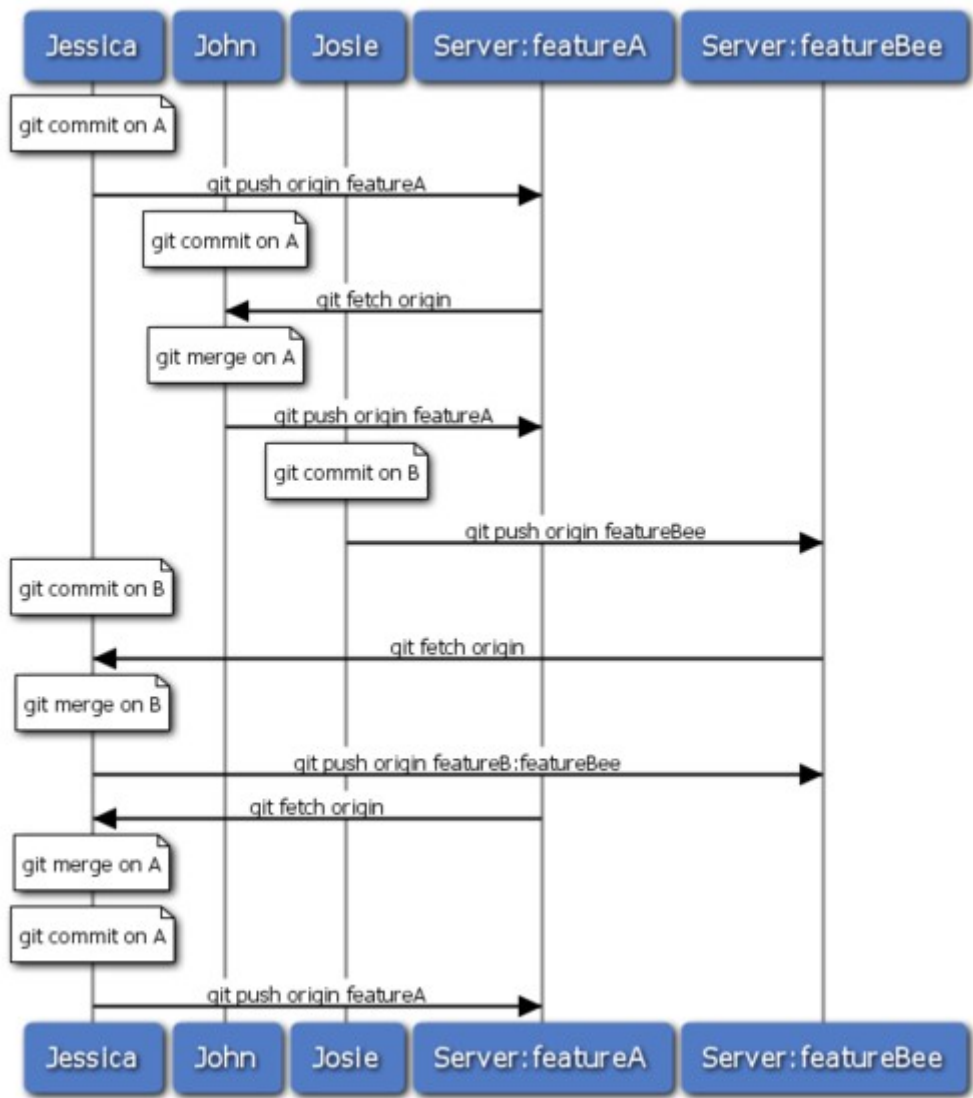 Jessica John Josie Server:featureA Server:featureBee
git commit on A
git push origin featureA
git commit on A
git fetch origin
git merge on A
git push origin featureA
git commit on B
git push origin featureBee
git commit on B
git fetch origin
git merge on B
git push origin featureB:featureBee
git fetch origin
git merge on A
git commit on A
git push origin featureA
Jessica John Josie Server:featureA Server:featureBee